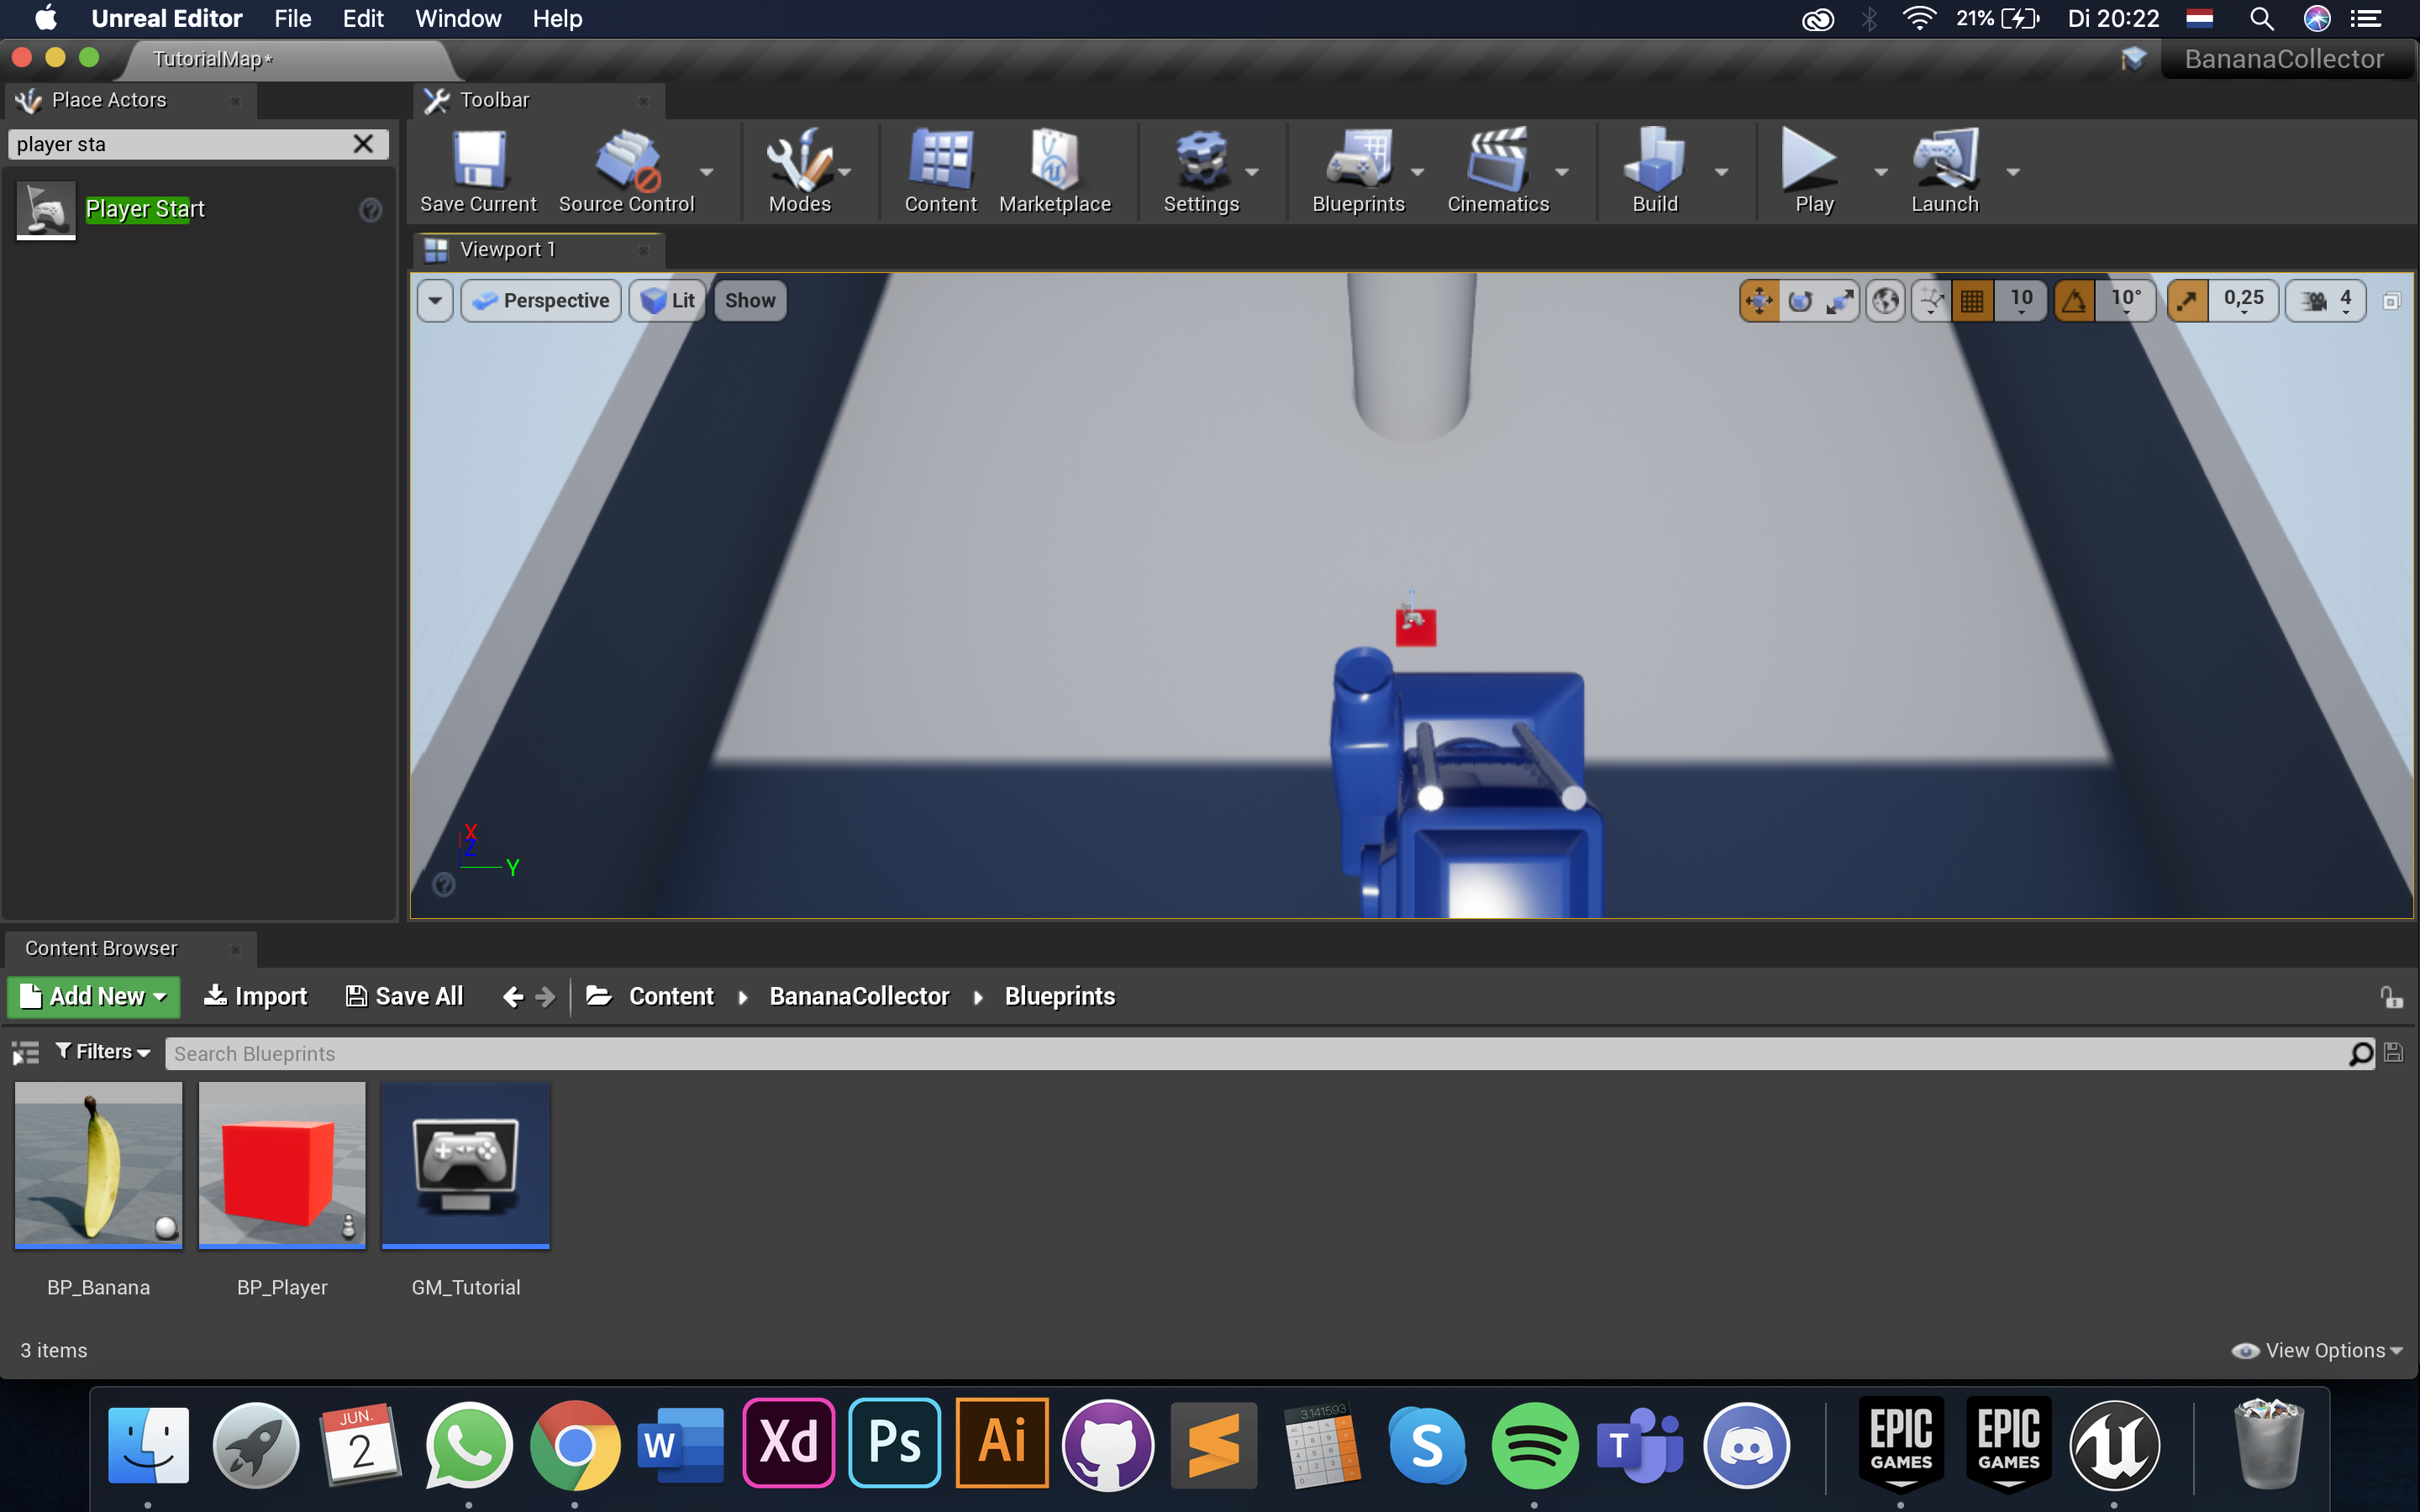 Unreal Editor File Edit Window Help 21% Di 20:22
TutorialMap* BananaCollector
Place Actors Toolbar
player sta
Player Start
Save Current Source Control Modes Content Marketplace Settings Blueprints Cinematics Build Play Launch
Viewport 1
Perspective Lit Show 10 10° 0,25 4
X
Z
Y
Content Browser
Add New Import Save All Content BananaCollector Blueprints
Filters Search Blueprints
BP_Banana BP_Player GM_Tutorial
3 items View Options
JUN.
2
W Xd Ps Ai 3.141593 S T EPIC GAMES EPIC GAMES